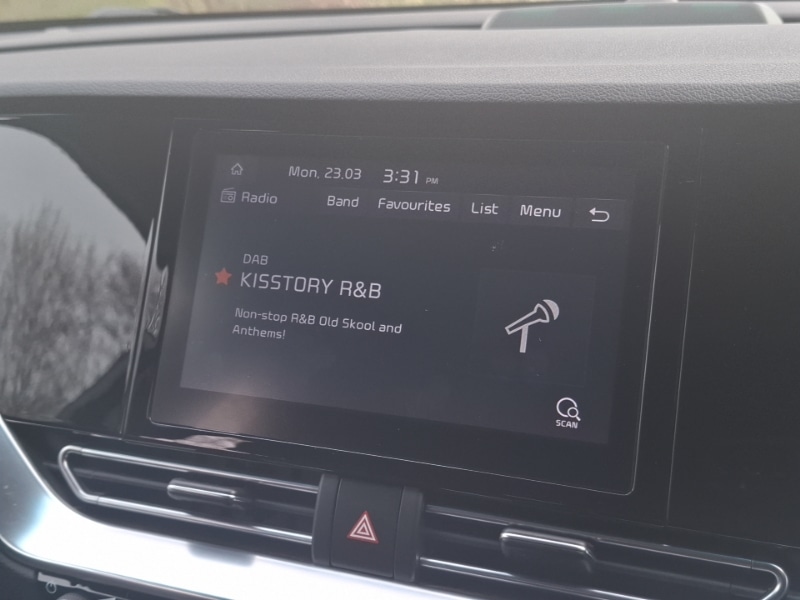 Mon, 23.03 3:31 PM
Radio Band Favourites List Menu
DAB
KISSTORY R&B
Non-stop R&B Old Skool and
Anthems!
SCAN